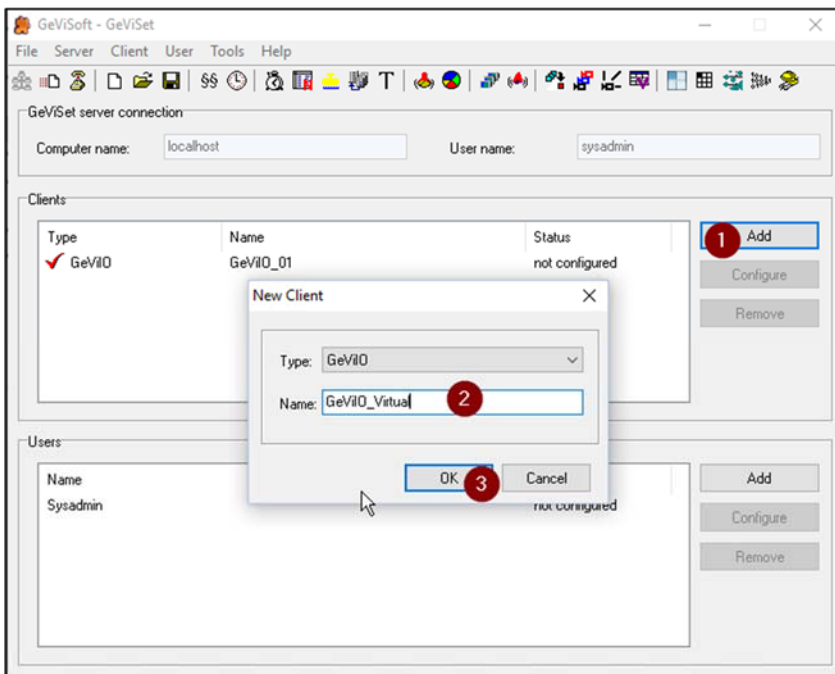 GeViSoft - GeViSet
File Server Client User Tools Help
§§ T
GeViSet server connection
Computer name: localhost User name: sysadmin
Clients
Type Name Status
GeViIO GeViIO_01 not configured
1 Add
Configure
Remove
New Client
Type: GeViIO
Name: GeViIO_Virtual 2
OK 3 Cancel
Users
Name
Sysadmin not configured
Add
Configure
Remove